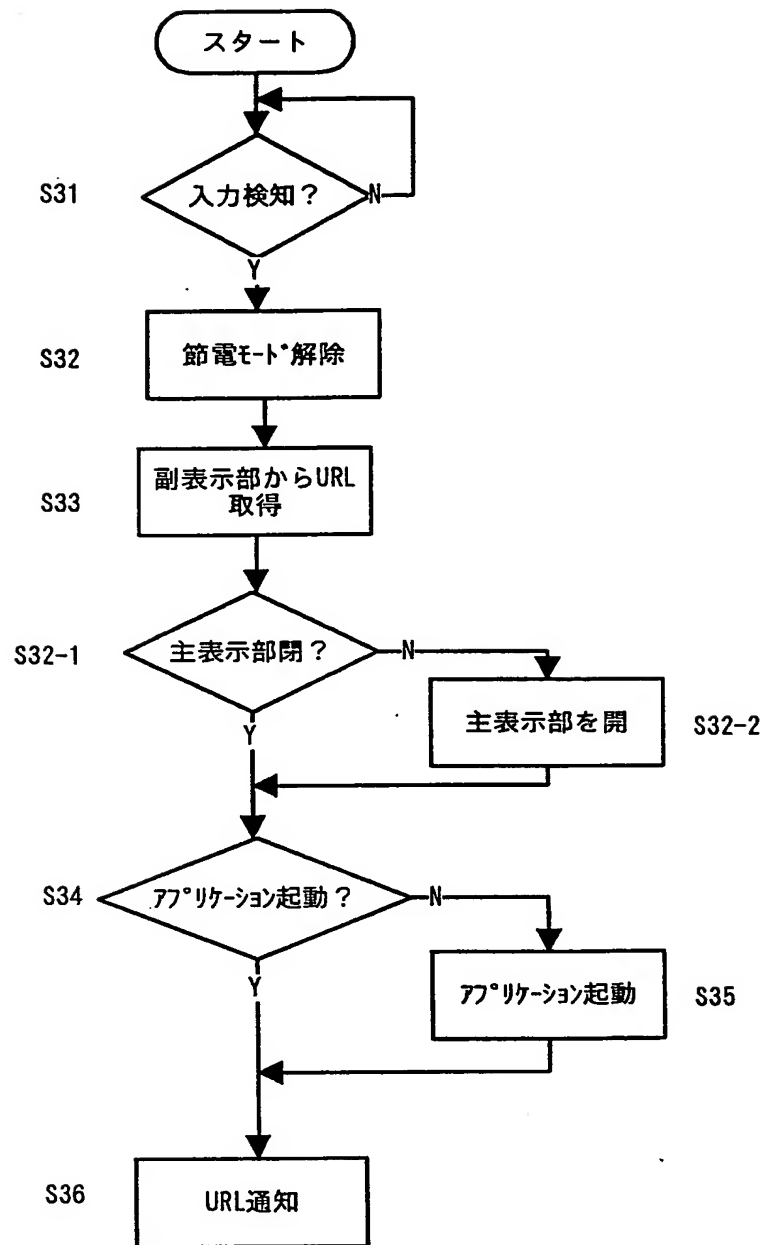 スタート
S31
入力検知？
N
Y
S32
節電ﾓｰﾄﾞ解除
S33
副表示部からURL
取得
S32-1
主表示部閉？
N
Y
主表示部を開
S32-2
S34
ｱﾌﾟﾘｹｰｼｮﾝ起動？
N
Y
ｱﾌﾟﾘｹｰｼｮﾝ起動
S35
S36
URL通知